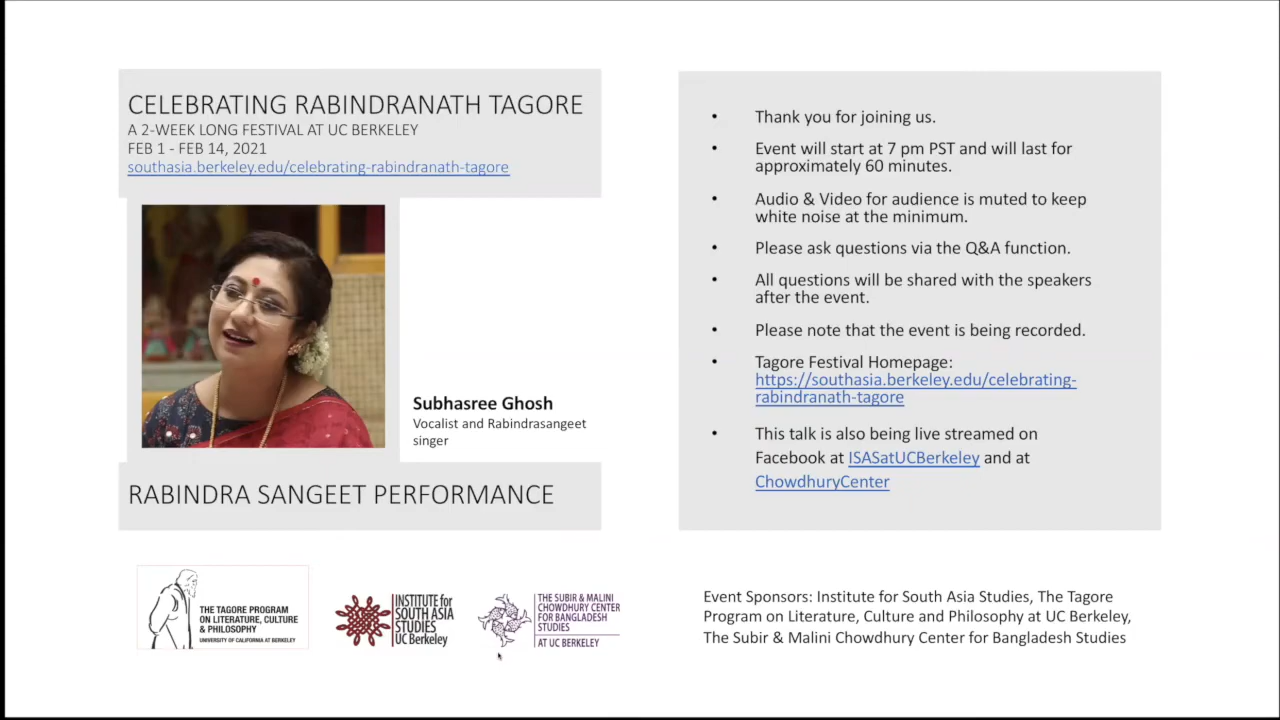 CELEBRATING RABINDRANATH TAGORE
A 2-WEEK LONG FESTIVAL AT UC BERKELEY
FEB 1 - FEB 14, 2021
southasia.berkeley.edu/celebrating-rabindranath-tagore
Subhasree Ghosh
Vocalist and Rabindrasangeet
singer
RABINDRA SANGEET PERFORMANCE
• Thank you for joining us.
• Event will start at 7 pm PST and will last for
approximately 60 minutes.
• Audio & Video for audience is muted to keep
white noise at the minimum.
• Please ask questions via the Q&A function.
• All questions will be shared with the speakers
after the event.
• Please note that the event is being recorded.
• Tagore Festival Homepage:
https://southasia.berkeley.edu/celebrating-
rabindranath-tagore
• This talk is also being live streamed on
Facebook at ISASatUCBerkeley and at
ChowdhuryCenter
THE TAGORE PROGRAM
ON LITERATURE, CULTURE
& PHILOSOPHY
UNIVERSITY OF CALIFORNIA AT BERKELEY
INSTITUTE for
SOUTH ASIA
STUDIES
UC Berkeley
THE SUBIR & MALINI
CHOWDHURY CENTER
FOR BANGLADESH
STUDIES
AT UC BERKELEY
Event Sponsors: Institute for South Asia Studies, The Tagore
Program on Literature, Culture and Philosophy at UC Berkeley,
The Subir & Malini Chowdhury Center for Bangladesh Studies